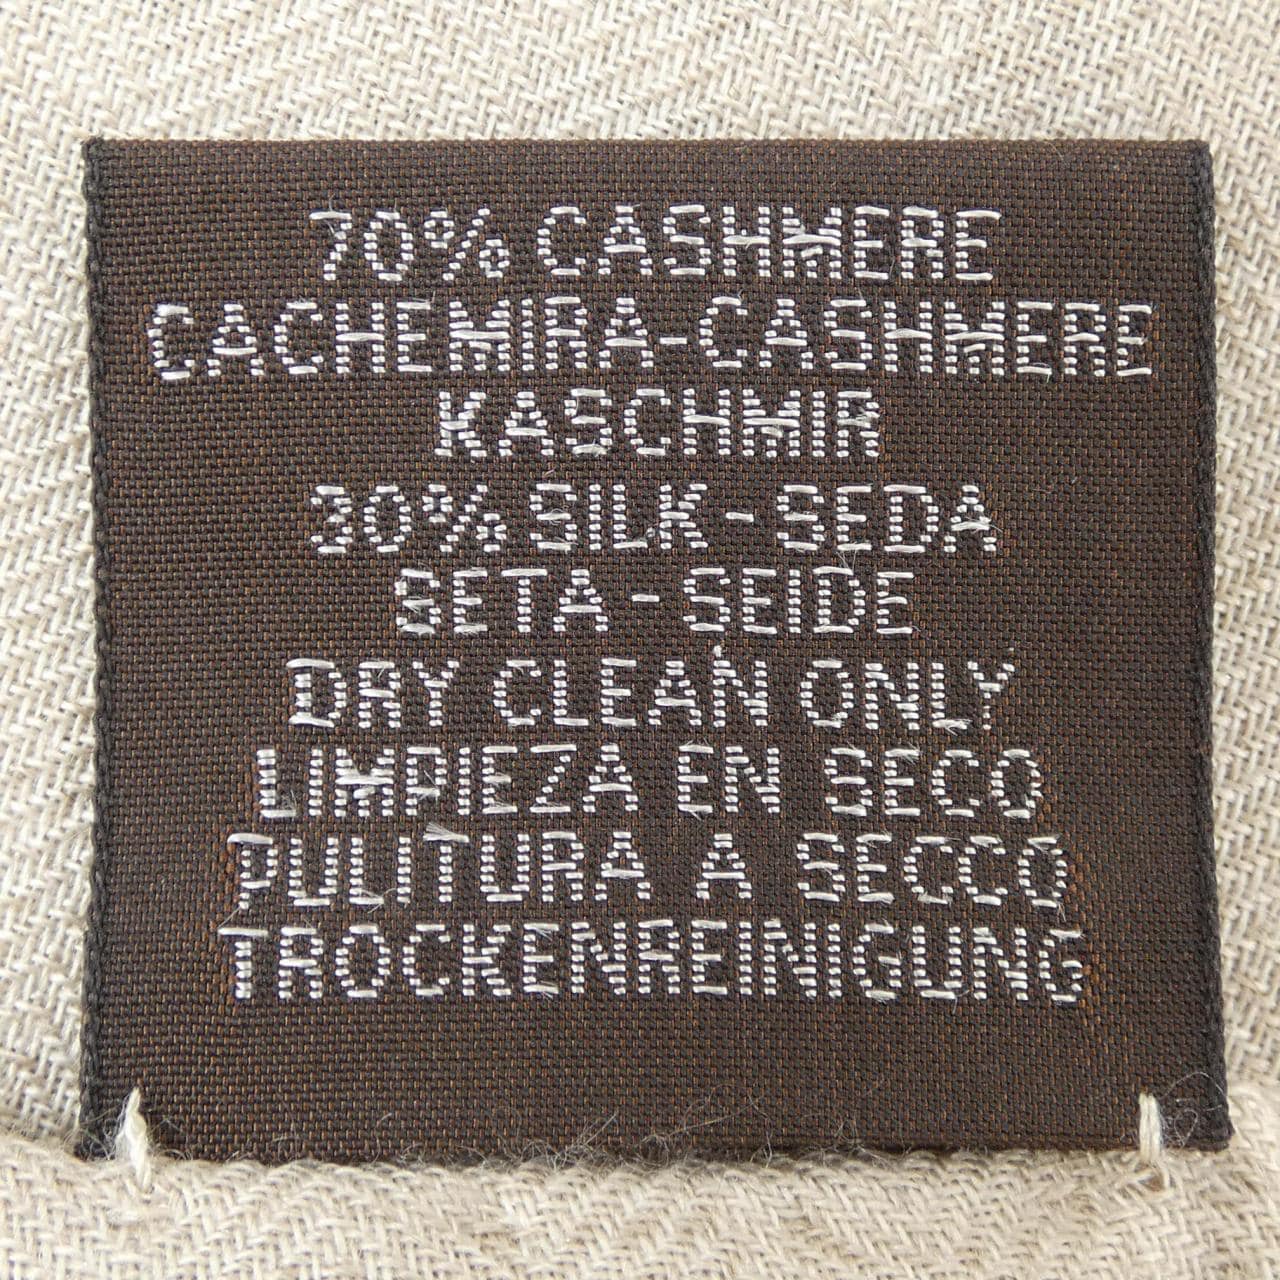 70% CASHMERE
CACHEMIRA-CASHMERE
KASCHMIR
30% SILK - SEDA
SETA - SEIDE
DRY CLEAN ONLY
LIMPIEZA EN SECO
PULITURA A SECCO
TROCKENREINIGUNG